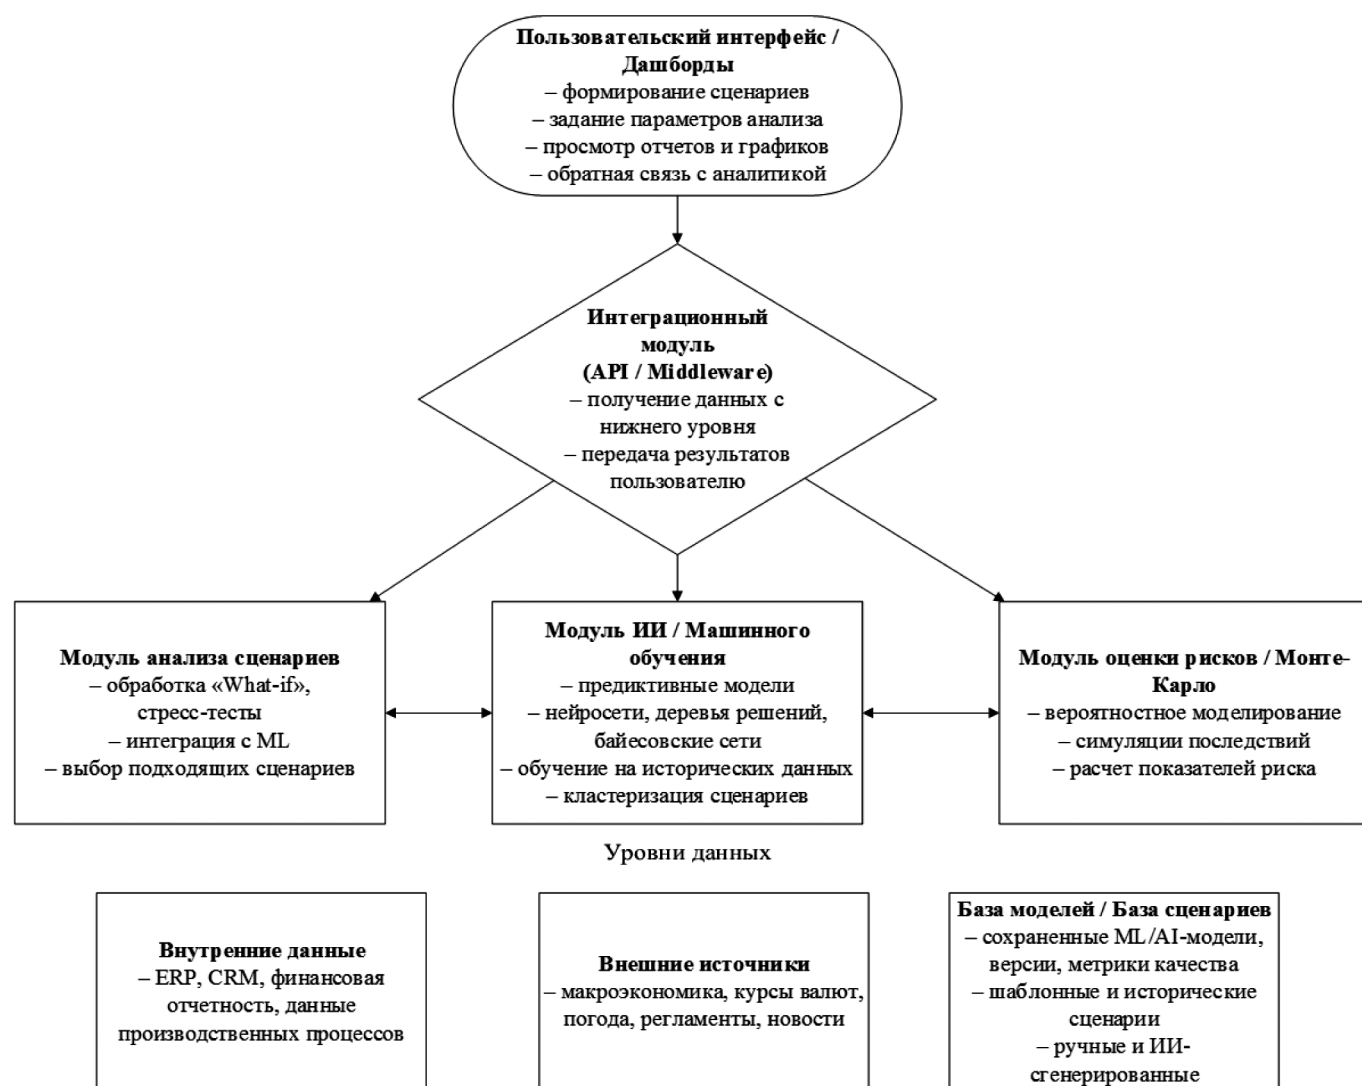 Пользовательский интерфейс /
Дашборды
– формирование сценариев
– задание параметров анализа
– просмотр отчетов и графиков
– обратная связь с аналитикой
Интеграционный
модуль
(API / Middleware)
– получение данных с
нижнего уровня
– передача результатов
пользователю
Модуль анализа сценариев
– обработка «What-if»,
стресс-тесты
– интеграция с ML
– выбор подходящих сценариев
Модуль ИИ / Машинного
обучения
– предиктивные модели
– нейросети, деревья решений,
байесовские сети
– обучение на исторических данных
– кластеризация сценариев
Модуль оценки рисков / Монте-
Карло
– вероятностное моделирование
– симуляции последствий
– расчет показателей риска
Уровни данных
Внутренние данные
– ERP, CRM, финансовая
отчетность, данные
производственных процессов
Внешние источники
– макроэкономика, курсы валют,
погода, регламенты, новости
База моделей / База сценариев
– сохраненные ML/AI-модели,
версии, метрики качества
– шаблонные и исторические
сценарии
– ручные и ИИ-
сгенерированные